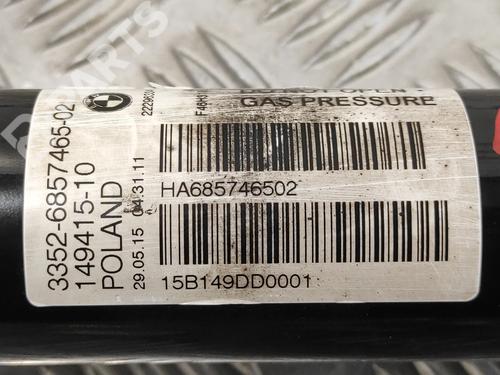 GAS PRESSURE
HA685746502
15B149DD0001
3352-6857465-02
149415-10
POLAND
29.05.15 04.31.11